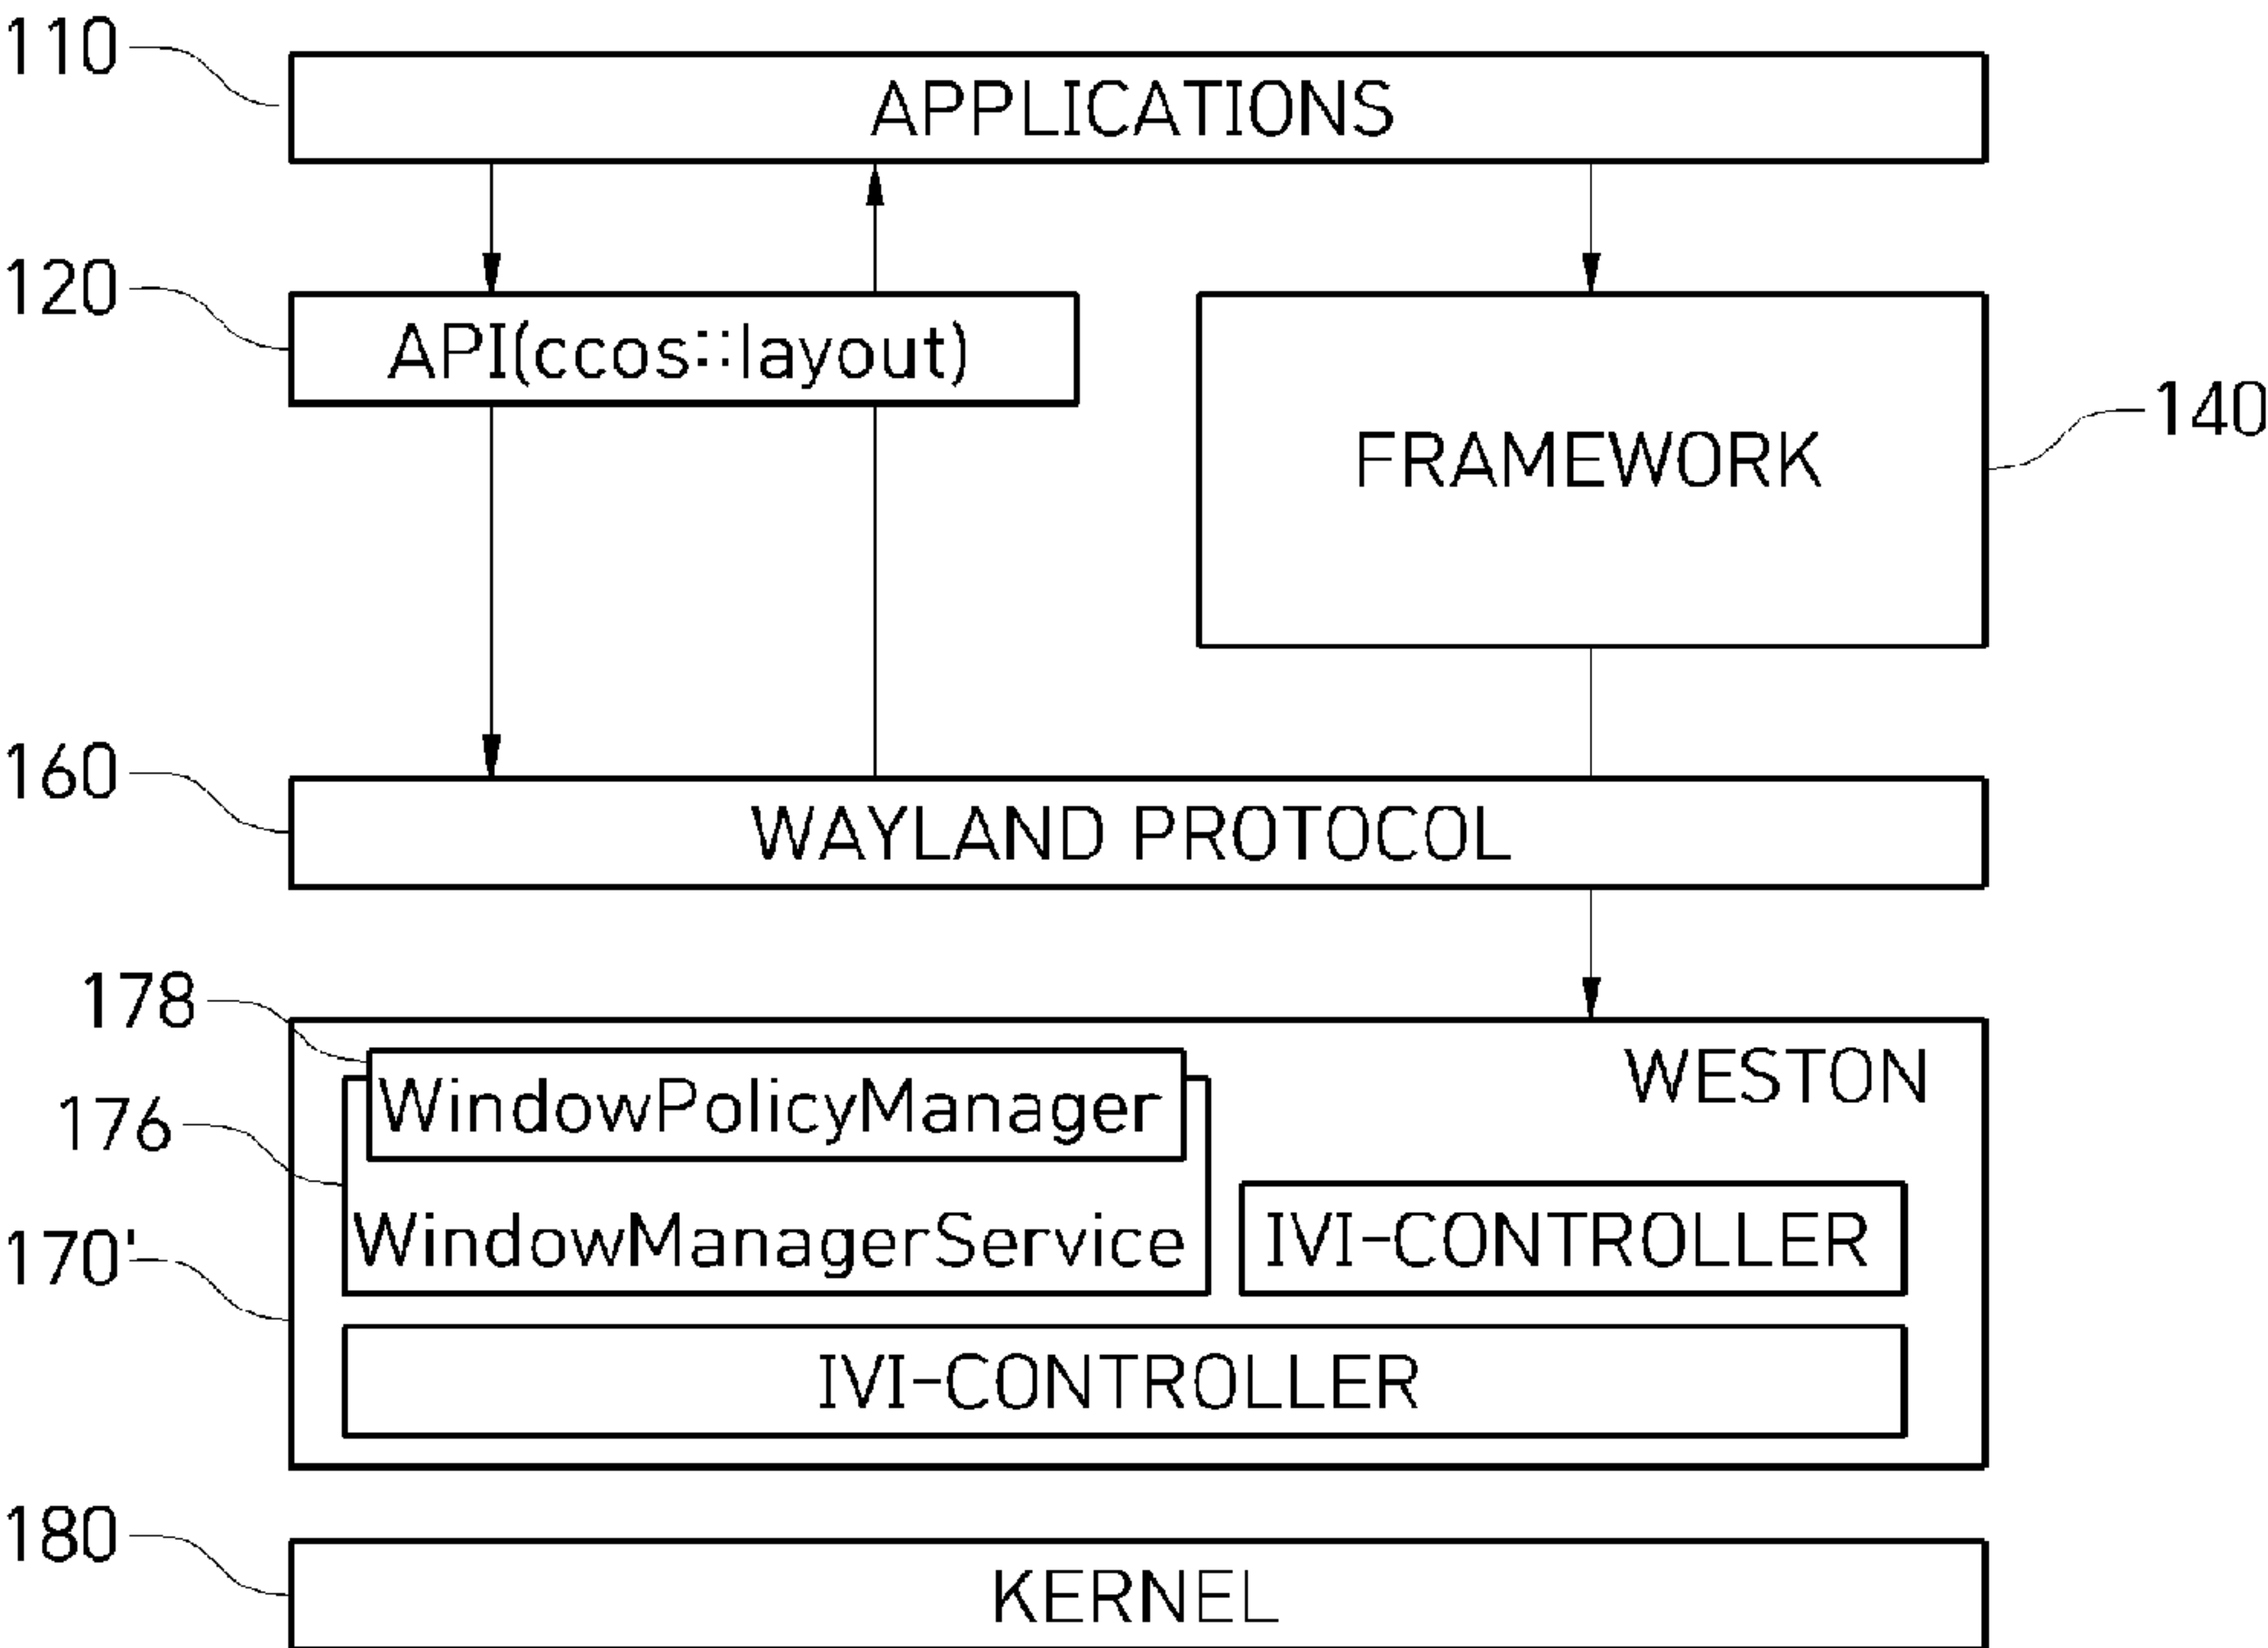 110
APPLICATIONS
120
API(ccos::layout)
FRAMEWORK
140
160
WAYLAND PROTOCOL
178
WindowPolicyManager
WESTON
176
WindowManagerService
IVI-CONTROLLER
170'
IVI-CONTROLLER
180
KERNEL